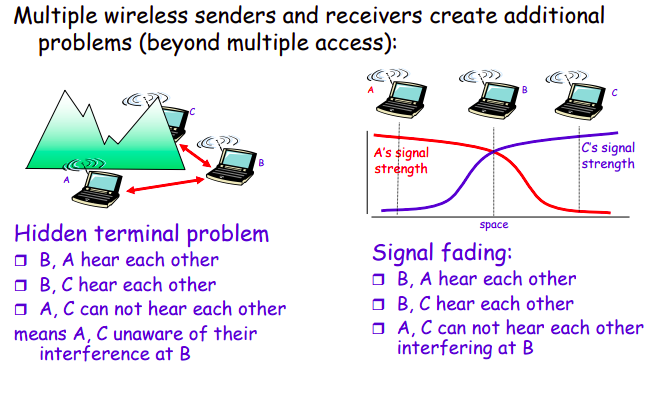 Multiple wireless senders and receivers create additional
problems (beyond multiple access):
C
B
A
Hidden terminal problem
B, A hear each other
B, C hear each other
A, C can not hear each other
means A, C unaware of their
interference at B
A
B
C
A's signal
strength
C's signal
strength
space
Signal fading:
B, A hear each other
B, C hear each other
A, C can not hear each other
interfering at B